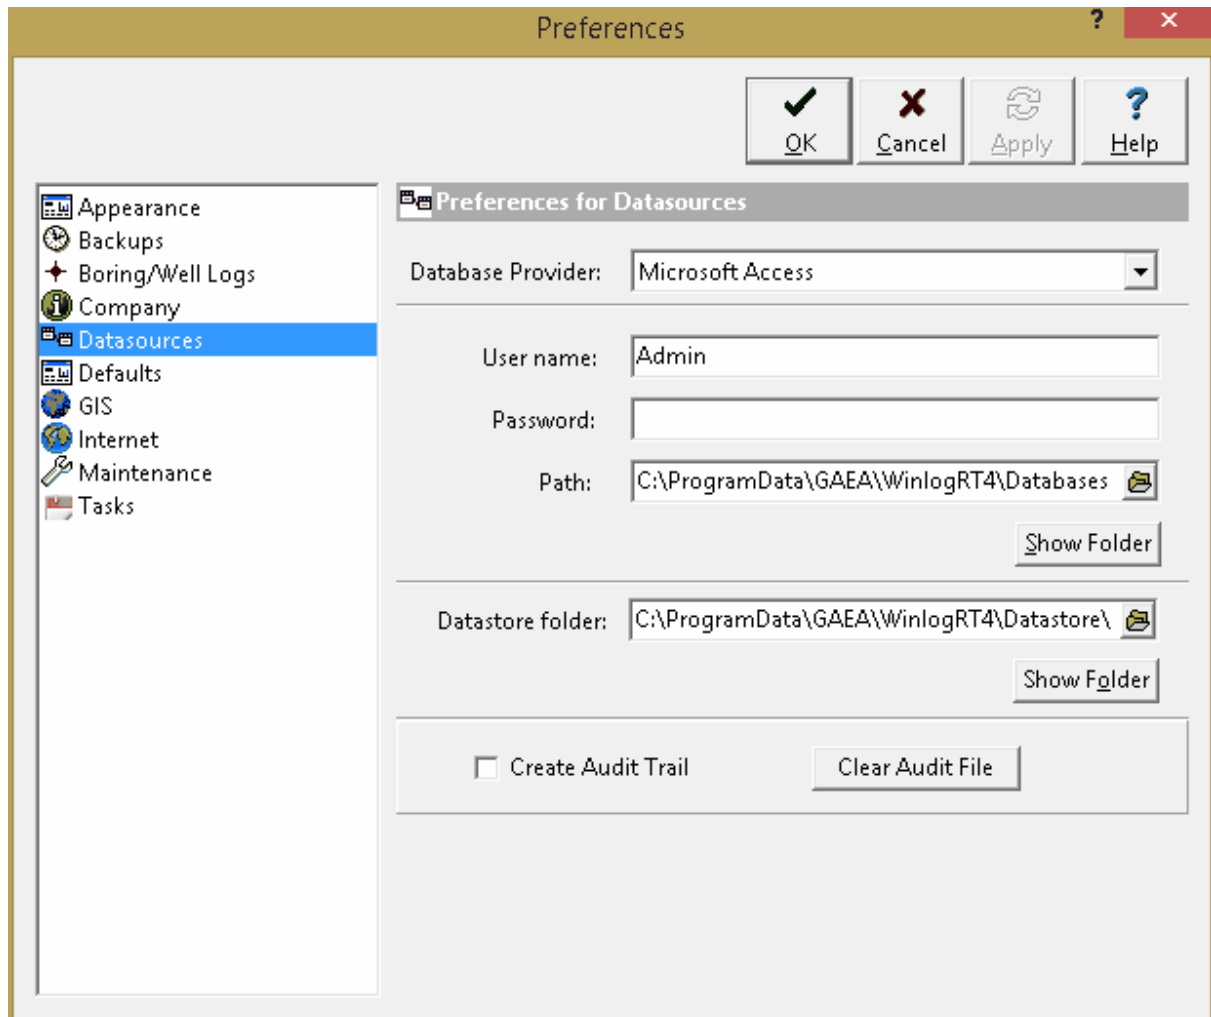 Preferences
?
OK
Cancel
Apply
Help
Appearance
Backups
Boring/Well Logs
Company
Datasources
Defaults
GIS
Internet
Maintenance
Tasks
Preferences for Datasources
Database Provider: Microsoft Access
User name: Admin
Password:
Path: C:\ProgramData\GAEA\WinlogRT4\Databases
Show Folder
Datastore folder: C:\ProgramData\GAEA\WinlogRT4\Datastore\
Show Folder
Create Audit Trail Clear Audit File